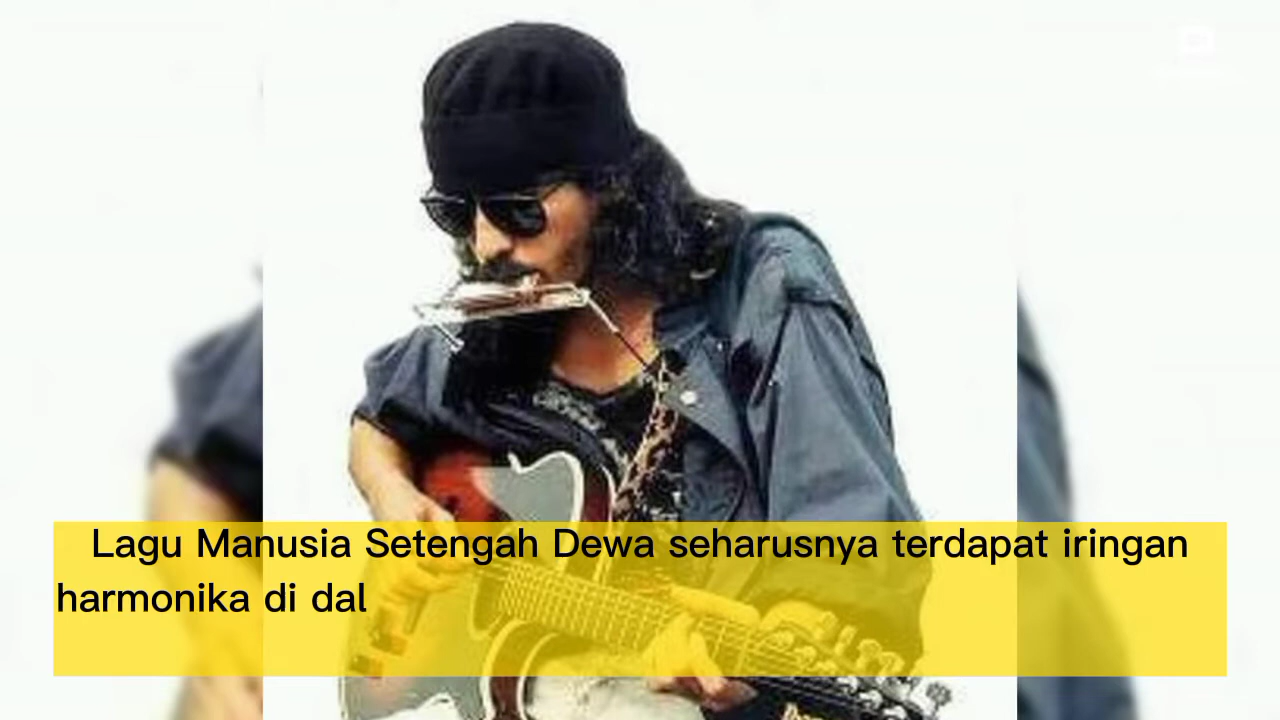 Lagu Manusia Setengah Dewa seharusnya terdapat iringan
harmonika di dal